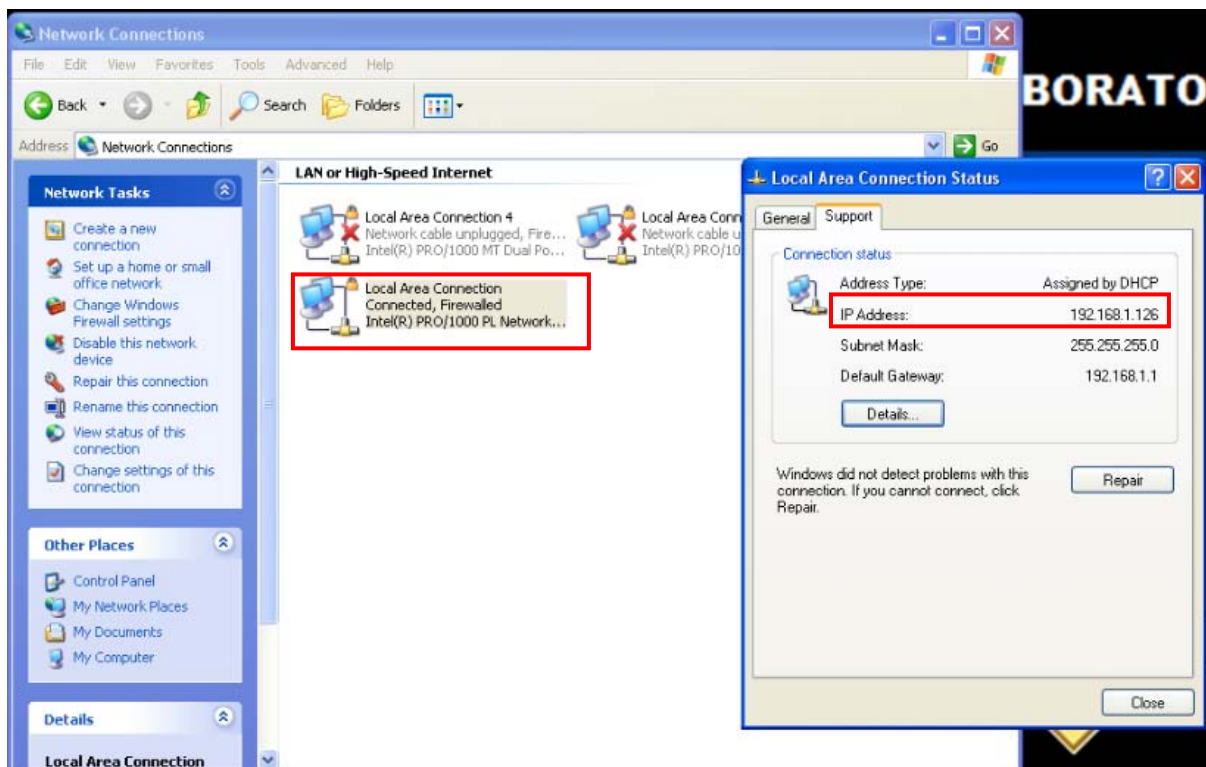 Network Connections
File Edit View Favorites Tools Advanced Help
Back Search Folders
Address Network Connections Go
BORATO
Network Tasks
Create a new
connection
Set up a home or small
office network
Change Windows
Firewall settings
Disable this network
device
Repair this connection
Rename this connection
View status of this
connection
Change settings of this
connection
Other Places
Control Panel
My Network Places
My Documents
My Computer
Details
Local Area Connection
LAN or High-Speed Internet
Local Area Connection 4
Network cable unplugged, Fire...
Intel(R) PRO/1000 MT Dual Po...
Local Area Conn
Network cable u
Intel(R) PRO/10
Local Area Connection
Connected, Firewalled
Intel(R) PRO/1000 PL Network...
Local Area Connection Status
General Support
Connection status
Address Type: Assigned by DHCP
IP Address: 192.168.1.126
Subnet Mask: 255.255.255.0
Default Gateway: 192.168.1.1
Details...
Windows did not detect problems with this
connection. If you cannot connect, click
Repair.
Repair
Close